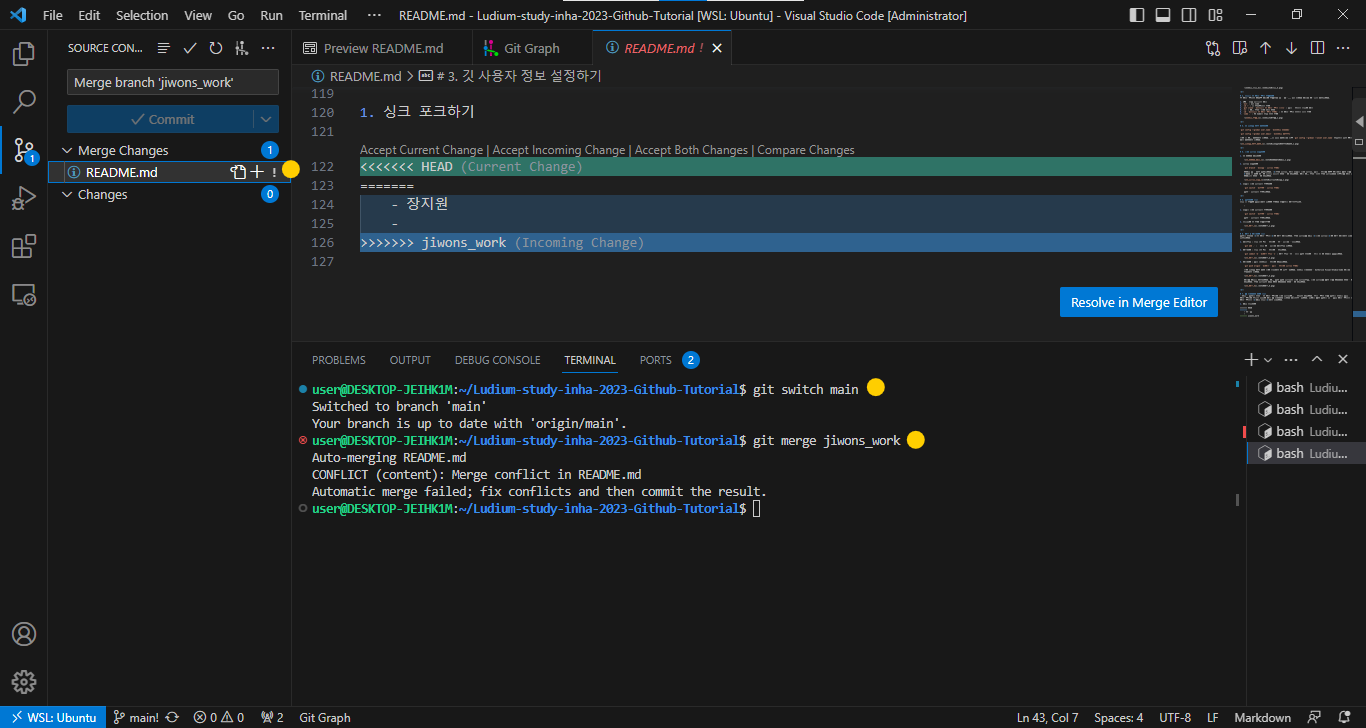 File Edit Selection View Go Run Terminal ··· README.md - Ludium-study-inha-2023-Github-Tutorial [WSL: Ubuntu] - Visual Studio Code [Administrator]
SOURCE CON...
Merge branch 'jiwons_work'
Commit
Merge Changes 1
README.md !
Changes 0
1
Preview README.md Git Graph README.md !
README.md > # 3. 깃 사용자 정보 설정하기
119
120 1. 싱크 포크하기
121
Accept Current Change | Accept Incoming Change | Accept Both Changes | Compare Changes
122 <<<<<<< HEAD (Current Change)
123 =======
124 - 장지원
125 -
126 >>>>>>> jiwons_work (Incoming Change)
127
Resolve in Merge Editor
PROBLEMS OUTPUT DEBUG CONSOLE TERMINAL PORTS 2
user@DESKTOP-JEIHK1M:~/Ludium-study-inha-2023-Github-Tutorial$ git switch main
Switched to branch 'main'
Your branch is up to date with 'origin/main'.
user@DESKTOP-JEIHK1M:~/Ludium-study-inha-2023-Github-Tutorial$ git merge jiwons_work
Auto-merging README.md
CONFLICT (content): Merge conflict in README.md
Automatic merge failed; fix conflicts and then commit the result.
user@DESKTOP-JEIHK1M:~/Ludium-study-inha-2023-Github-Tutorial$
bash Ludiu...
bash Ludiu...
bash Ludiu...
bash Ludiu...
WSL: Ubuntu main! 0 0 2 Git Graph Ln 43, Col 7 Spaces: 4 UTF-8 LF Markdown